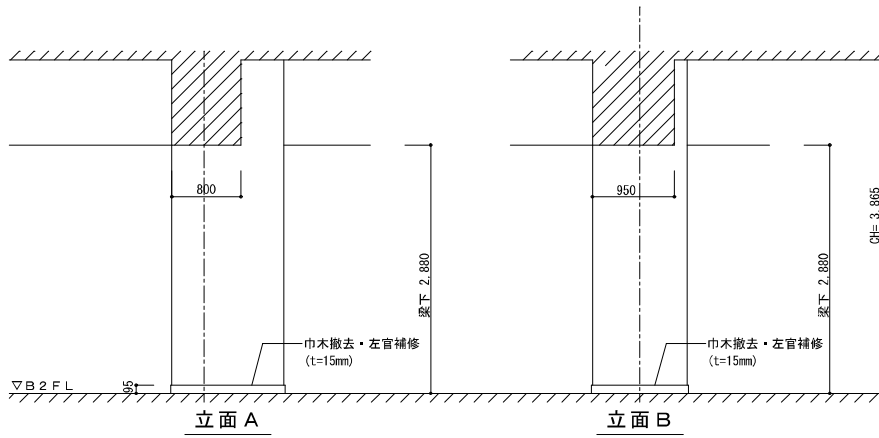 800
950
CH= 3.865
梁下 2,880
梁下 2,880
巾木撤去・左官補修
(t=15mm)
巾木撤去・左官補修
(t=15mm)
▽B2FL
95
立面A
立面B